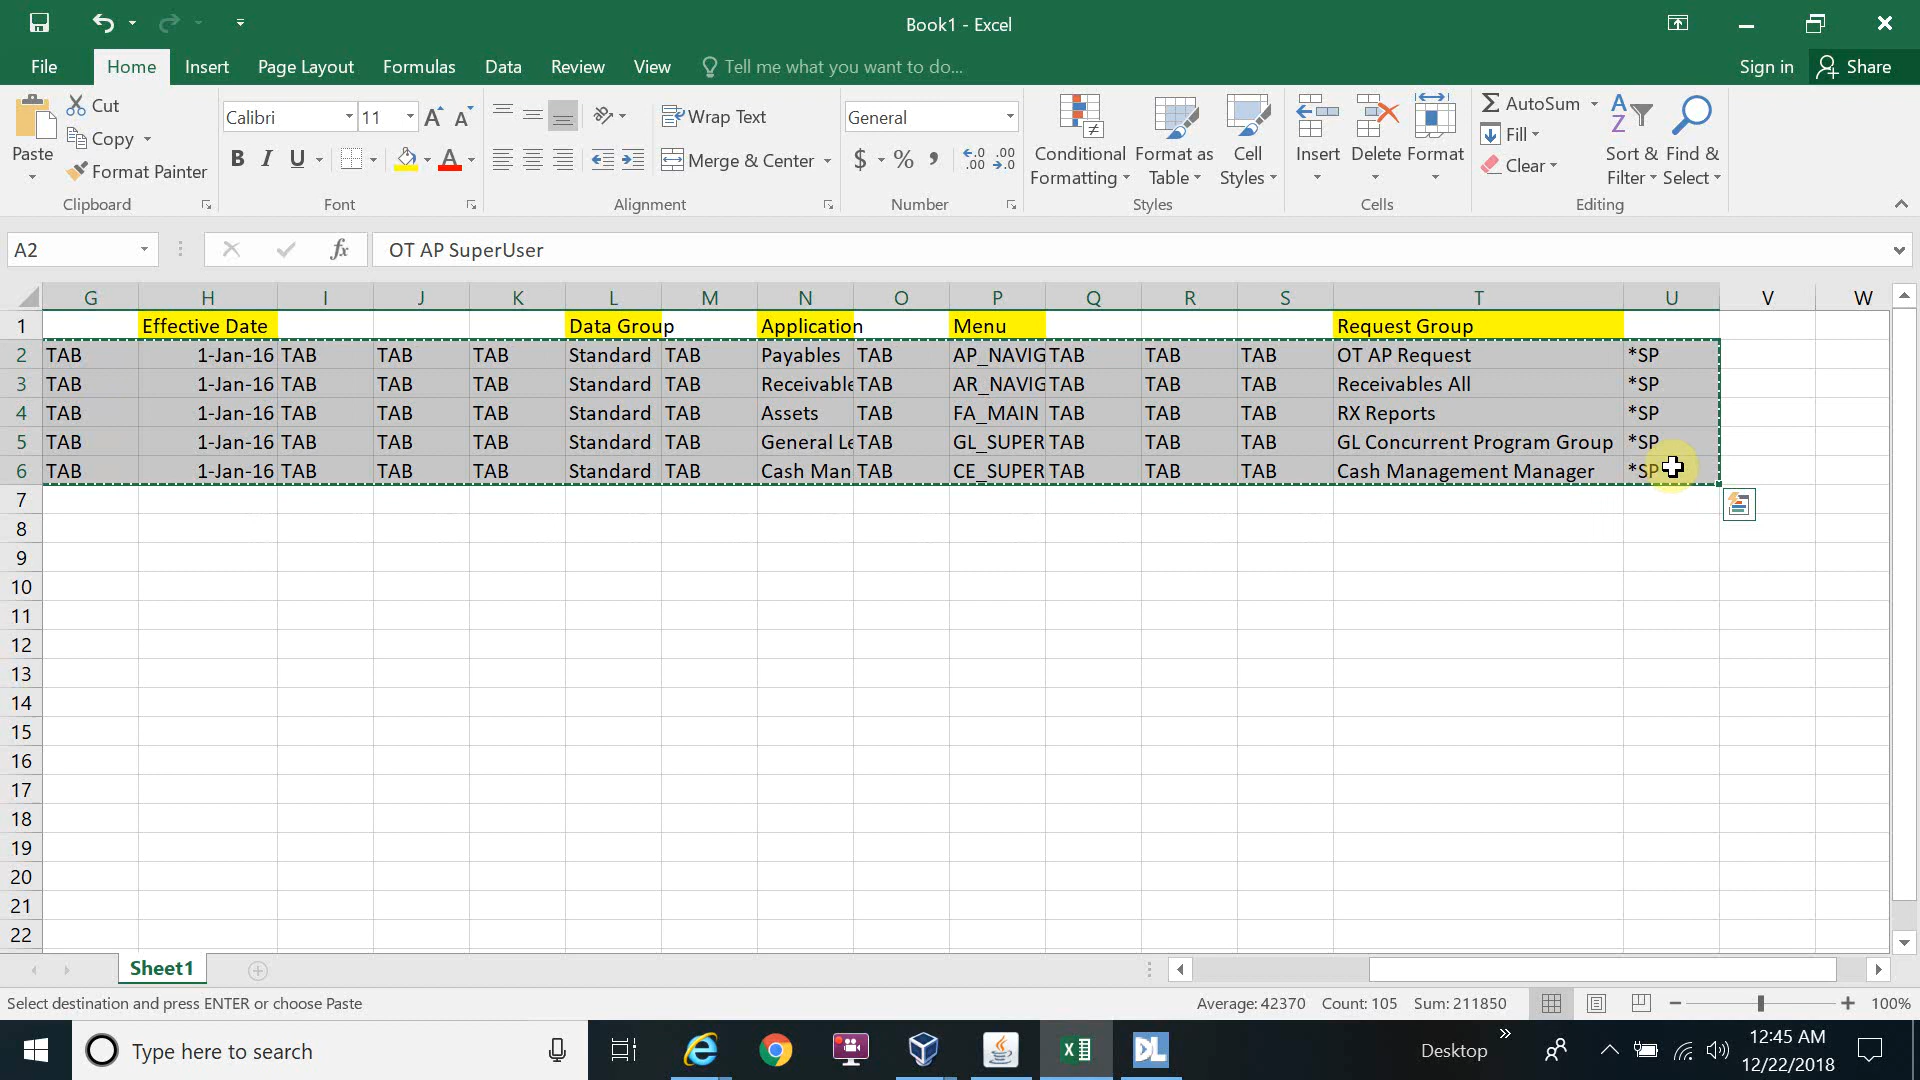 Book1 - Excel
File Home Insert Page Layout Formulas Data Review View Tell me what you want to do... Sign in Share
Paste Cut Copy Format Painter Clipboard
Calibri 11 A A B I U A Font
Wrap Text Merge & Center Alignment
General $ % , .0 .00 .00 .0 Number
Conditional Formatting Format as Table Cell Styles Styles
Insert Delete Format Cells
AutoSum Fill Clear Sort & Filter Find & Select Editing
A2 fx OT AP SuperUser
G H I J K L M N O P Q R S T U V W
1 Effective Date Data Group Application Menu Request Group
2 TAB 1-Jan-16 TAB TAB TAB Standard TAB Payables TAB AP_NAVIG TAB TAB TAB OT AP Request *SP
3 TAB 1-Jan-16 TAB TAB TAB Standard TAB Receivable TAB AR_NAVIG TAB TAB TAB Receivables All *SP
4 TAB 1-Jan-16 TAB TAB TAB Standard TAB Assets TAB FA_MAIN TAB TAB TAB RX Reports *SP
5 TAB 1-Jan-16 TAB TAB TAB Standard TAB General Le TAB GL_SUPER TAB TAB TAB GL Concurrent Program Group *SP
6 TAB 1-Jan-16 TAB TAB TAB Standard TAB Cash Man TAB CE_SUPER TAB TAB TAB Cash Management Manager *SP
7
8
9
10
11
12
13
14
15
16
17
18
19
20
21
22
Sheet1
Select destination and press ENTER or choose Paste Average: 42370 Count: 105 Sum: 211850 100%
Type here to search DL Desktop 12:45 AM
12/22/2018